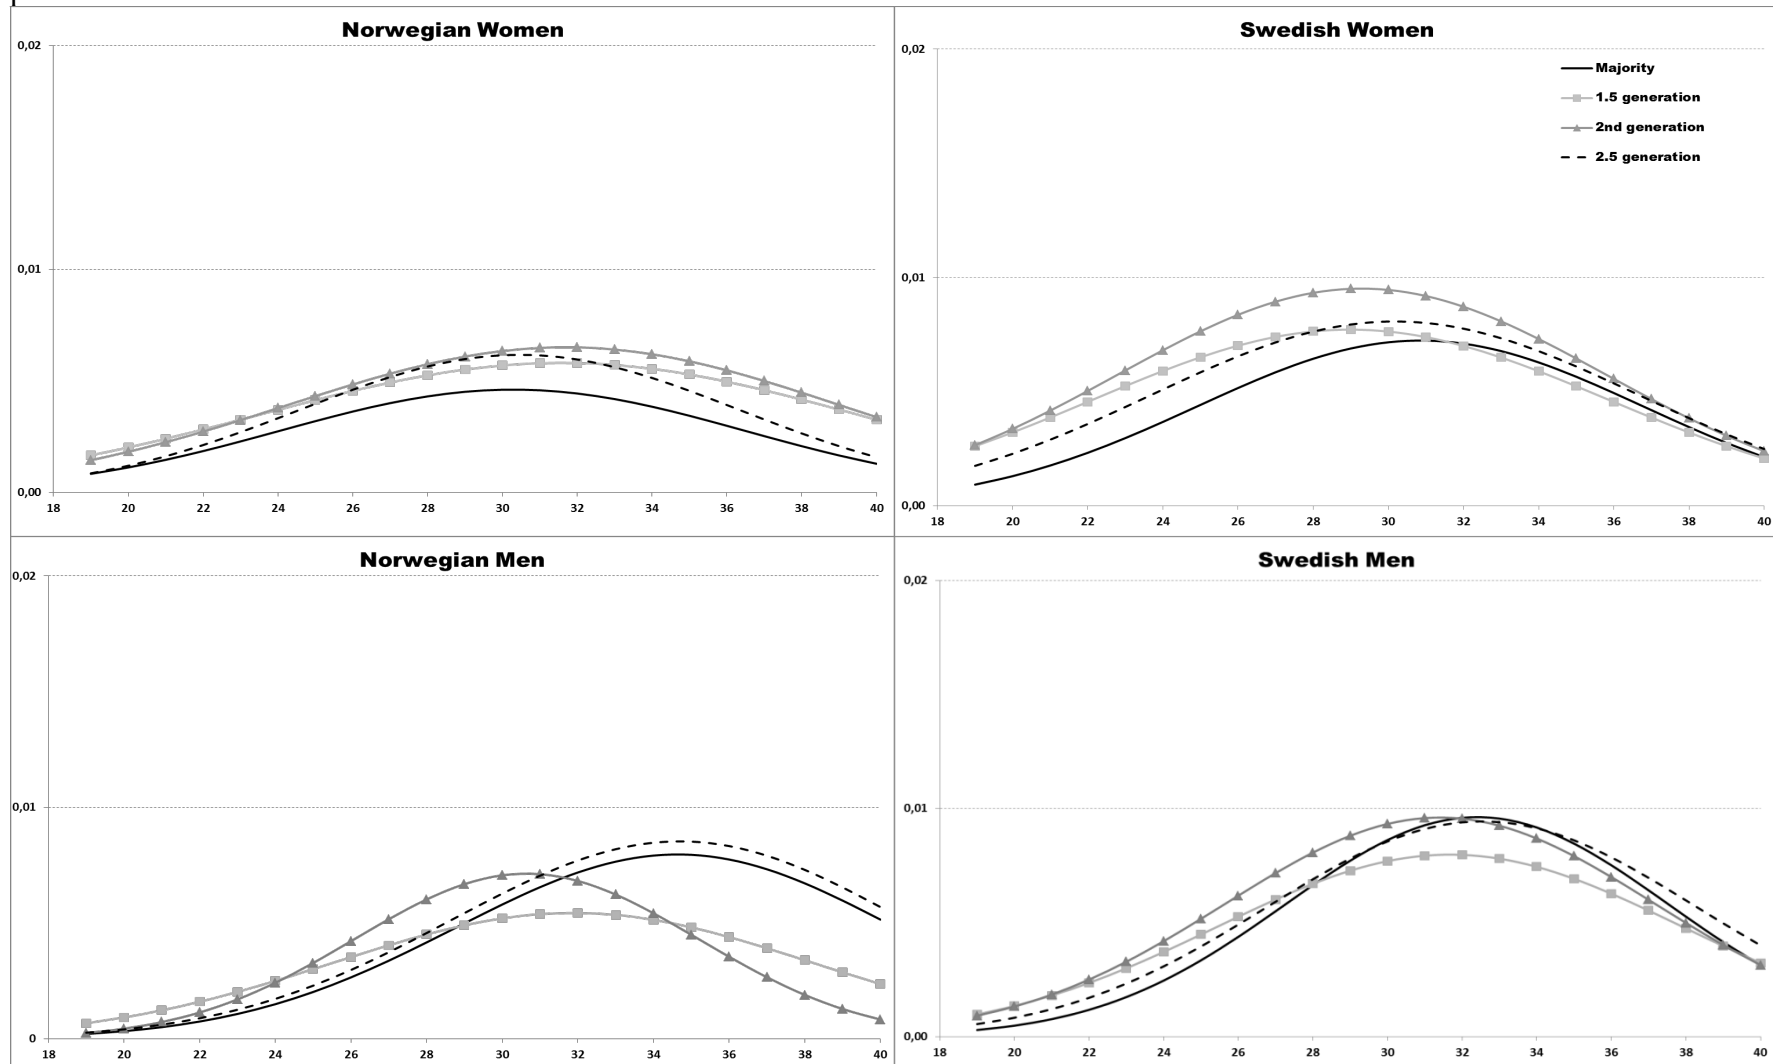 Norwegian Women
0,02
0,01
0,00
18 20 22 24 26 28 30 32 34 36 38 40
Swedish Women
0,02
Majority
1.5 generation
2nd generation
2.5 generation
0,01
0,00
18 20 22 24 26 28 30 32 34 36 38 40
Norwegian Men
0,02
0,01
0
18 20 22 24 26 28 30 32 34 36 38 40
Swedish Men
0,02
0,01
0,00
18 20 22 24 26 28 30 32 34 36 38 40